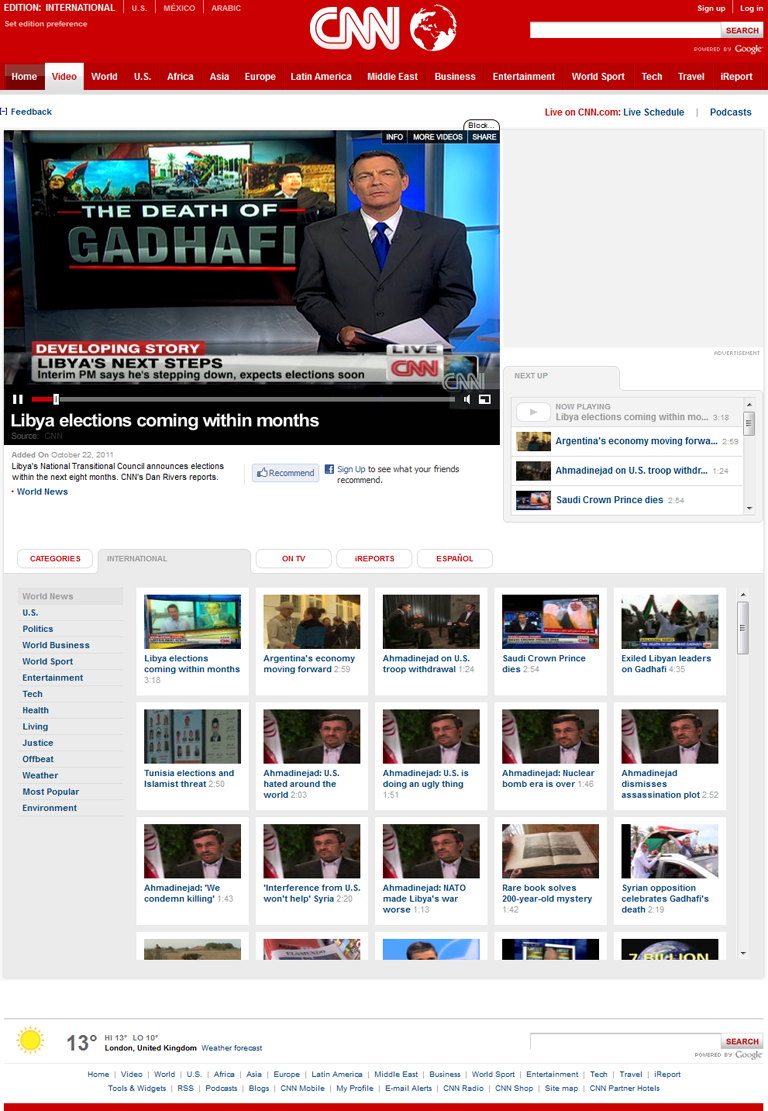 EDITION: INTERNATIONAL | U.S. | MÉXICO | ARABIC
Set edition preference
CNN
Sign up | Log in
SEARCH
POWERED BY Google
Home Video World U.S. Africa Asia Europe Latin America Middle East Business Entertainment World Sport Tech Travel iReport
[-] Feedback
Live on CNN.com: Live Schedule | Podcasts
Block...
INFO MORE VIDEOS SHARE
THE DEATH OF
GADHAFI
DEVELOPING STORY
LIBYA'S NEXT STEPS
Interim PM says he's stepping down, expects elections soon
LIVE
CNN
CNN
Libya elections coming within months
Source: CNN
ADVERTISEMENT
NEXT UP
NOW PLAYING
Libya elections coming within mo... 3:18
Argentina's economy moving forwa... 2:59
Ahmadinejad on U.S. troop withdr... 1:24
Saudi Crown Prince dies 2:54
Added On October 22, 2011
Libya's National Transitional Council announces elections
within the next eight months. CNN's Dan Rivers reports.
• World News
Recommend
Sign Up to see what your friends
recommend.
CATEGORIES INTERNATIONAL ON TV iREPORTS ESPAÑOL
World News
U.S.
Politics
World Business
World Sport
Entertainment
Tech
Health
Living
Justice
Offbeat
Weather
Most Popular
Environment
Libya elections
coming within months
3:18
Argentina's economy
moving forward 2:59
Ahmadinejad on U.S.
troop withdrawal 1:24
Saudi Crown Prince
dies 2:54
Exiled Libyan leaders
on Gadhafi 4:35
Tunisia elections and
Islamist threat 2:50
Ahmadinejad: U.S.
hated around the
world 2:03
Ahmadinejad: U.S. is
doing an ugly thing
1:51
Ahmadinejad: Nuclear
bomb era is over 1:46
Ahmadinejad
dismisses
assassination plot 2:52
Ahmadinejad: 'We
condemn killing' 1:43
'Interference from U.S.
won't help' Syria 2:20
Ahmadinejad: NATO
made Libya's war
worse 1:13
Rare book solves
200-year-old mystery
1:42
Syrian opposition
celebrates Gadhafi's
death 2:19
7 BILLION
13° HI 13° LO 10°
London, United Kingdom Weather forecast
SEARCH
POWERED BY Google
Home | Video | World | U.S. | Africa | Asia | Europe | Latin America | Middle East | Business | World Sport | Entertainment | Tech | Travel | iReport
Tools & Widgets | RSS | Podcasts | Blogs | CNN Mobile | My Profile | E-mail Alerts | CNN Radio | CNN Shop | Site map | CNN Partner Hotels